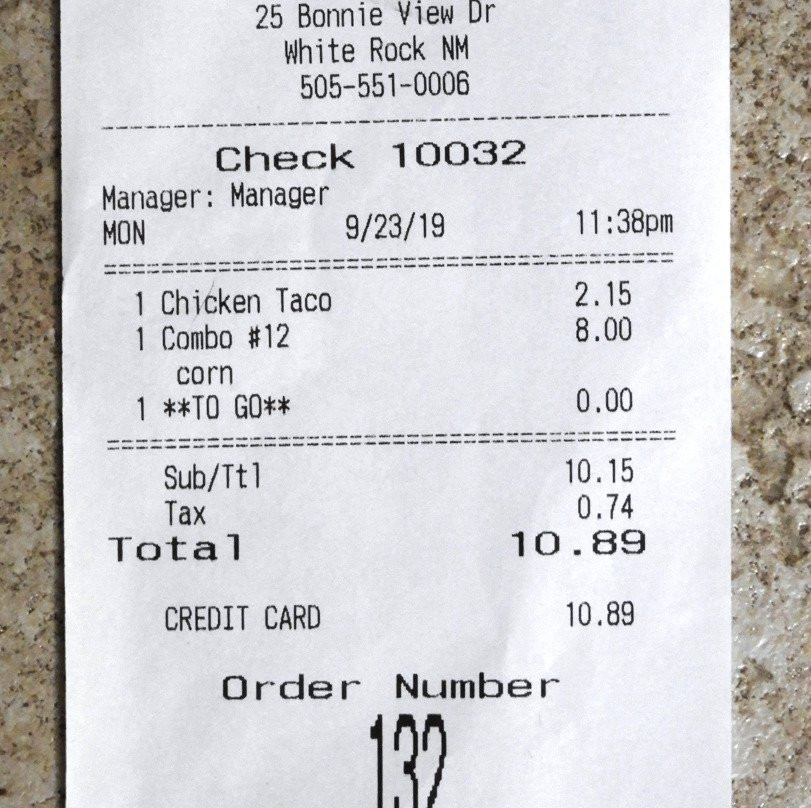 25 Bonnie View Dr
White Rock NM
505-551-0006
Check 10032
Manager: Manager
MON 9/23/19 11:38pm
1 Chicken Taco 2.15
1 Combo #12 8.00
corn
1 **TO GO** 0.00
Sub/Ttl 10.15
Tax 0.74
Total 10.89
CREDIT CARD 10.89
Order Number
132